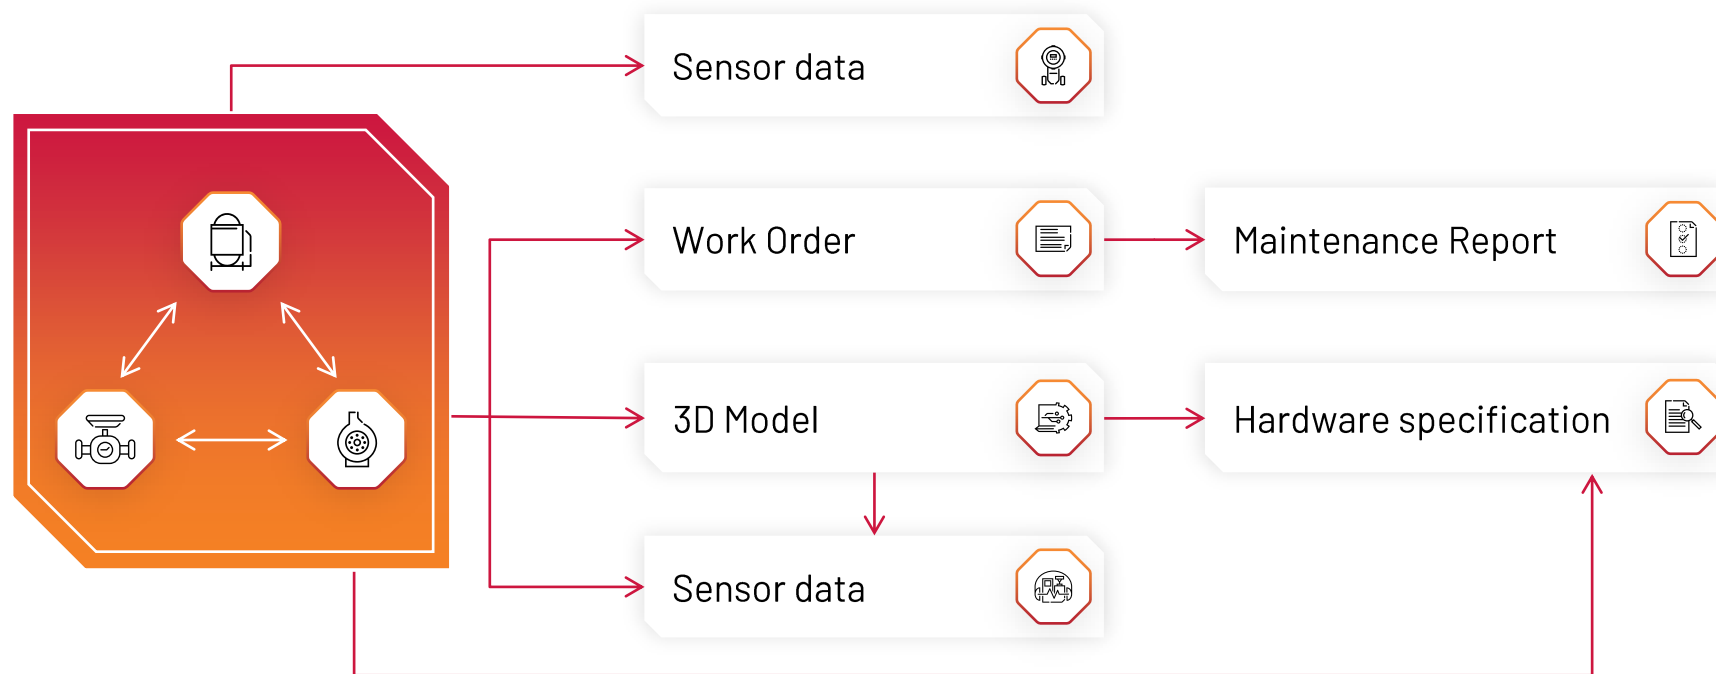 Sensor data
Work Order
Maintenance Report
3D Model
Hardware specification
Sensor data